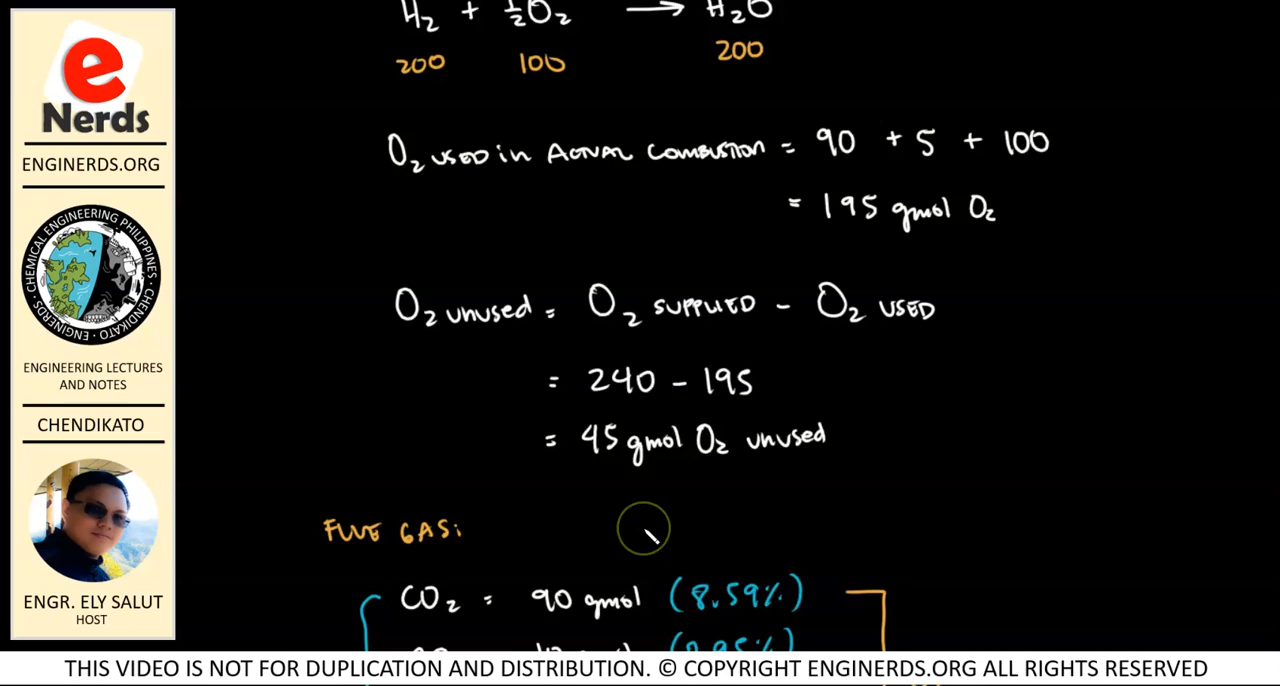 H₂ + ½O₂ → H₂O
200 100 200
O₂ USED in ACTUAL COMBUSTION = 90 + 5 + 100
= 195 gmol O₂
O₂ unused = O₂ SUPPLIED - O₂ USED
= 240 - 195
= 45 gmol O₂ unused
FLUE GAS:
CO₂ = 90 gmol (8.59%)
e
Nerds
ENGINERDS.ORG
CHEMICAL ENGINEERING PHILIPPINES
· CHENDIKATO · ENGINERDS ·
ENGINEERING LECTURES
AND NOTES
CHENDIKATO
ENGR. ELY SALUT
HOST
THIS VIDEO IS NOT FOR DUPLICATION AND DISTRIBUTION. © COPYRIGHT ENGINERDS.ORG ALL RIGHTS RESERVED